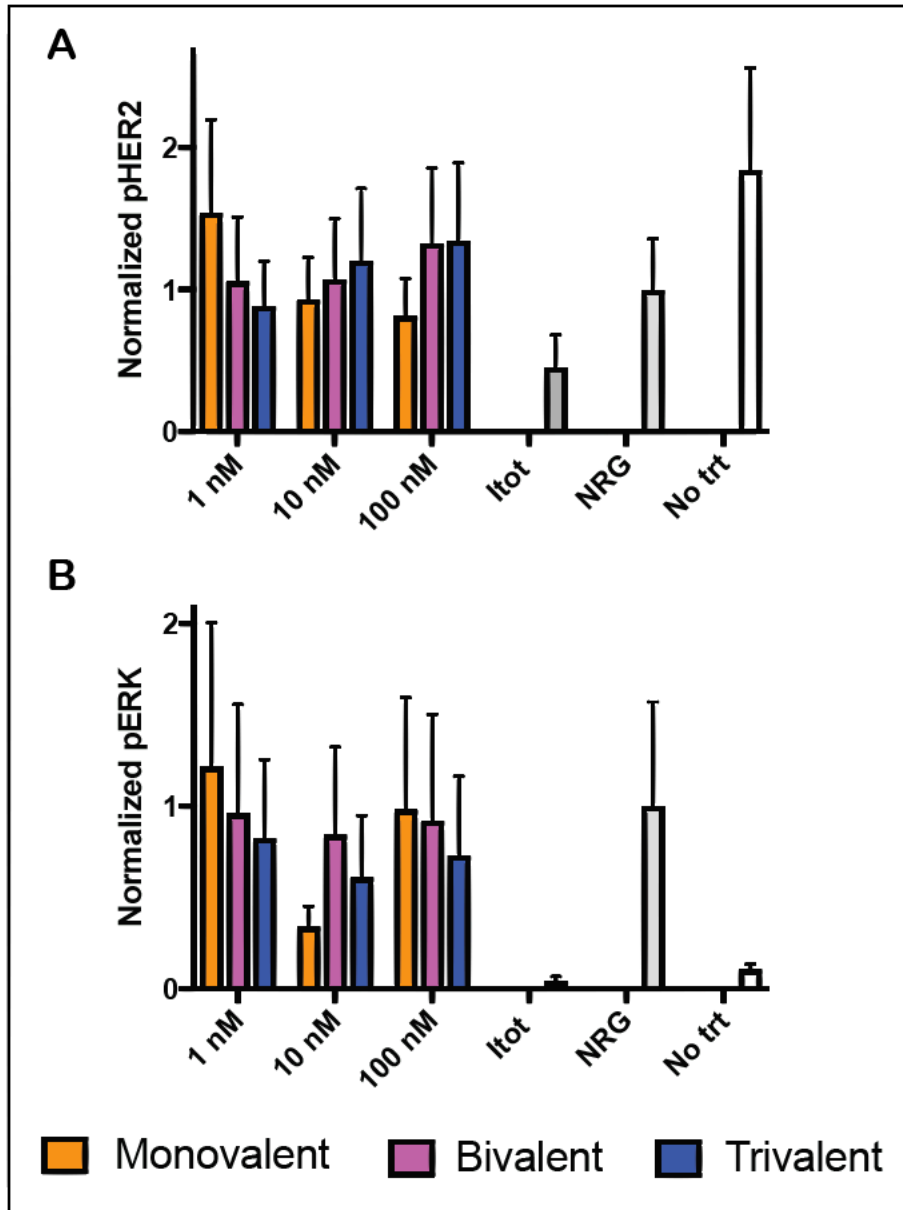 A
Normalized pHER2
2
1
0
1 nM
10 nM
100 nM
Itot
NRG
No trt
B
Normalized pERK
2
1
0
1 nM
10 nM
100 nM
Itot
NRG
No trt
Monovalent
Bivalent
Trivalent